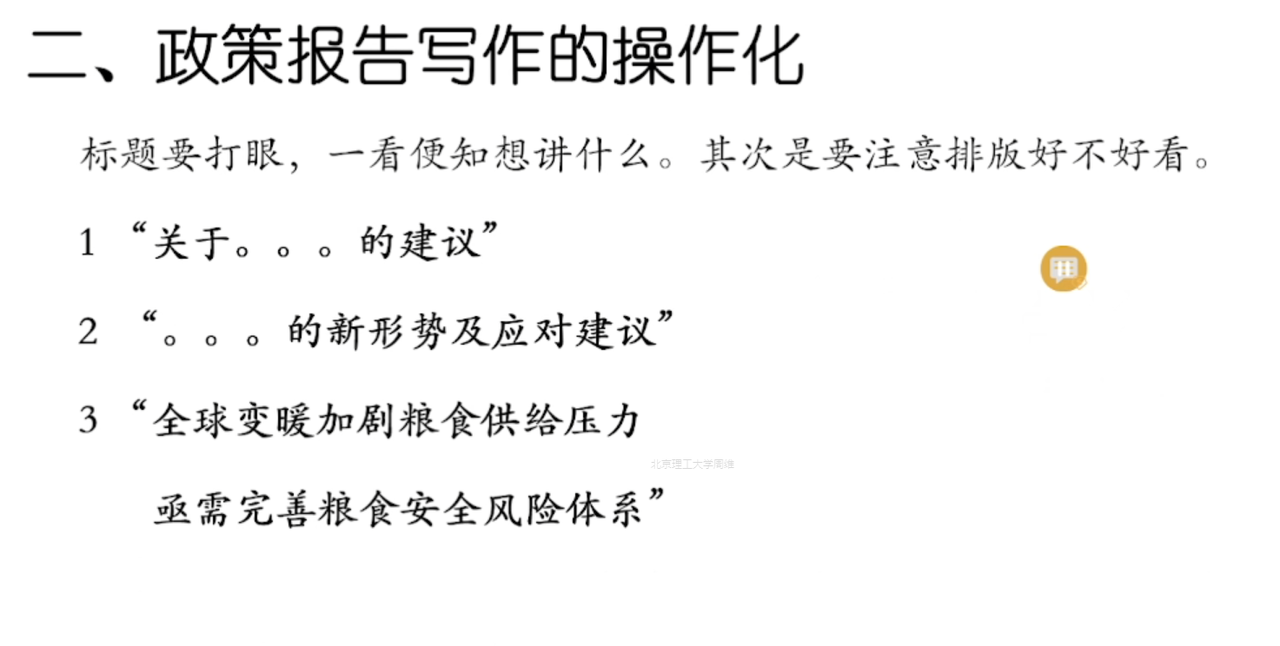 二、政策报告写作的操作化
标题要打�，一看便知想讲什么。其次是要注意排版好不好看。
1 “关于。。。的建议”
2 “。。。的新形势及应对建议”
3 “全球变暖加剧粮食供给压力
北京理工大学周雄
亟需完善粮食安全风险体系”